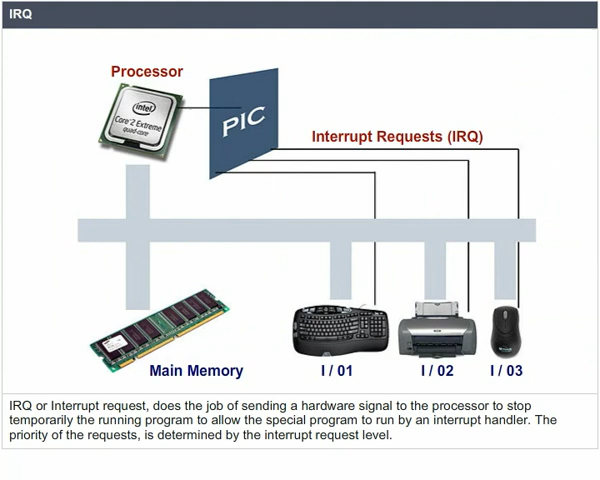 IRQ
Processor
intel
Core 2 Extreme
quad-core
PIC
Interrupt Requests (IRQ)
Main Memory
I / 01
I / 02
I / 03
IRQ or Interrupt request, does the job of sending a hardware signal to the processor to stop
temporarily the running program to allow the special program to run by an interrupt handler. The
priority of the requests, is determined by the interrupt request level.